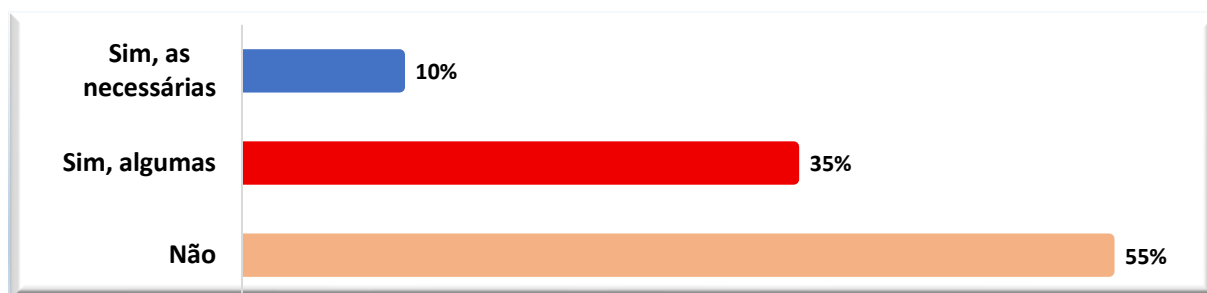 Sim, as
necessárias
10%
Sim, algumas
35%
Não
55%